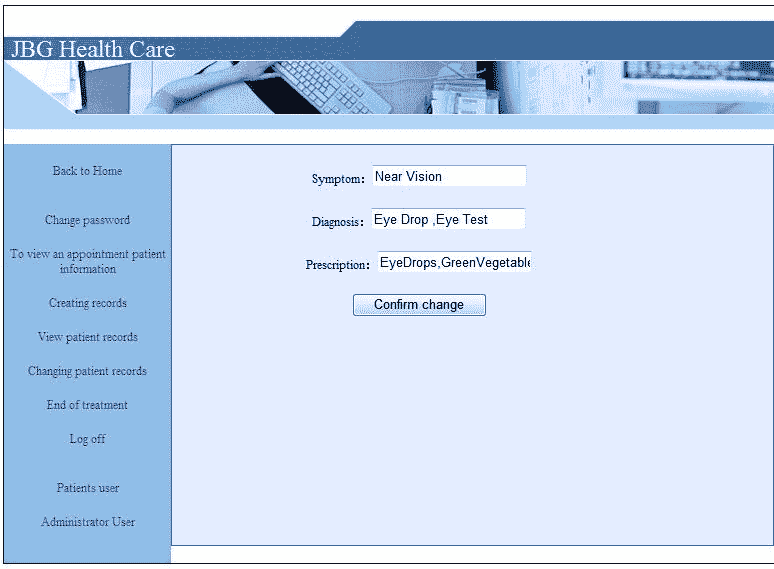 JBG Health Care
Back to Home
Change password
To view an appointment patient
information
Creating records
View patient records
Changing patient records
End of treatment
Log off
Patients user
Administrator User
Symptom: Near Vision
Diagnosis: Eye Drop ,Eye Test
Prescription: EyeDrops,GreenVegetable
Confirm change